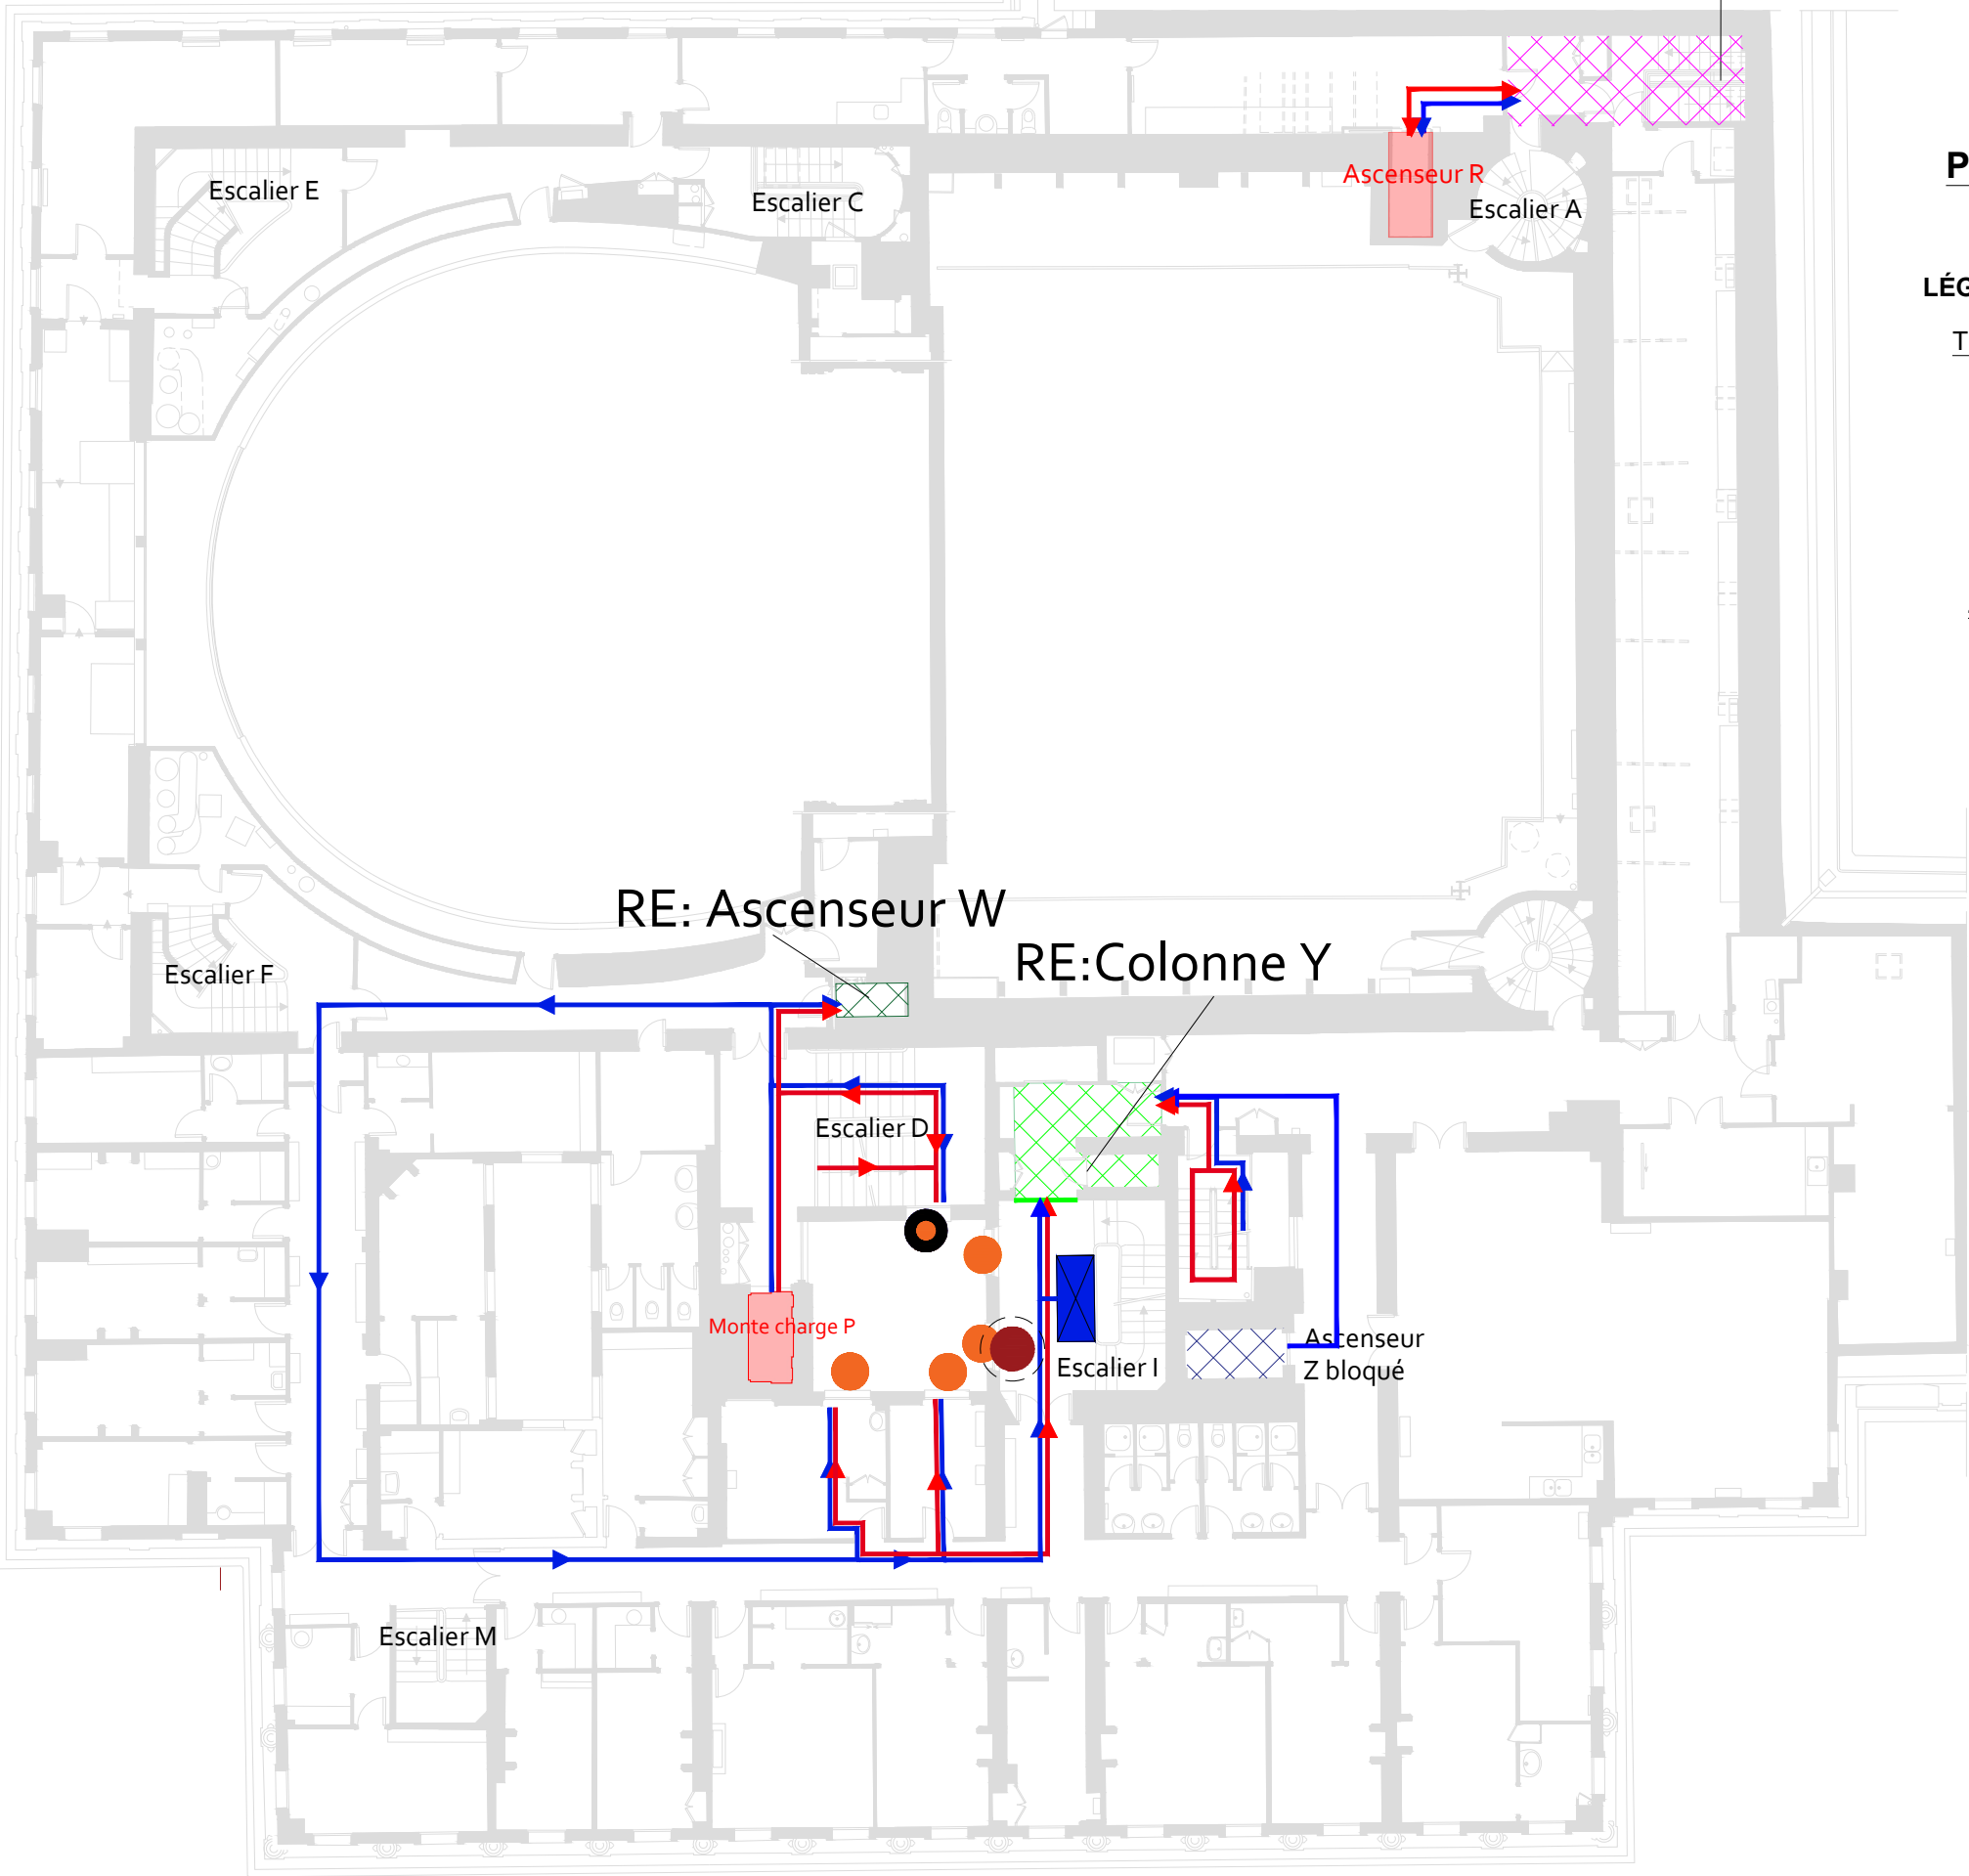 P
Ascenseur R
Escalier E
Escalier C
Escalier A
LÉG
T
RE: Ascenseur W
RE:Colonne Y
Escalier F
Escalier D
Monte charge P
Ascenseur
Z bloqué
Escalier I
Escalier M